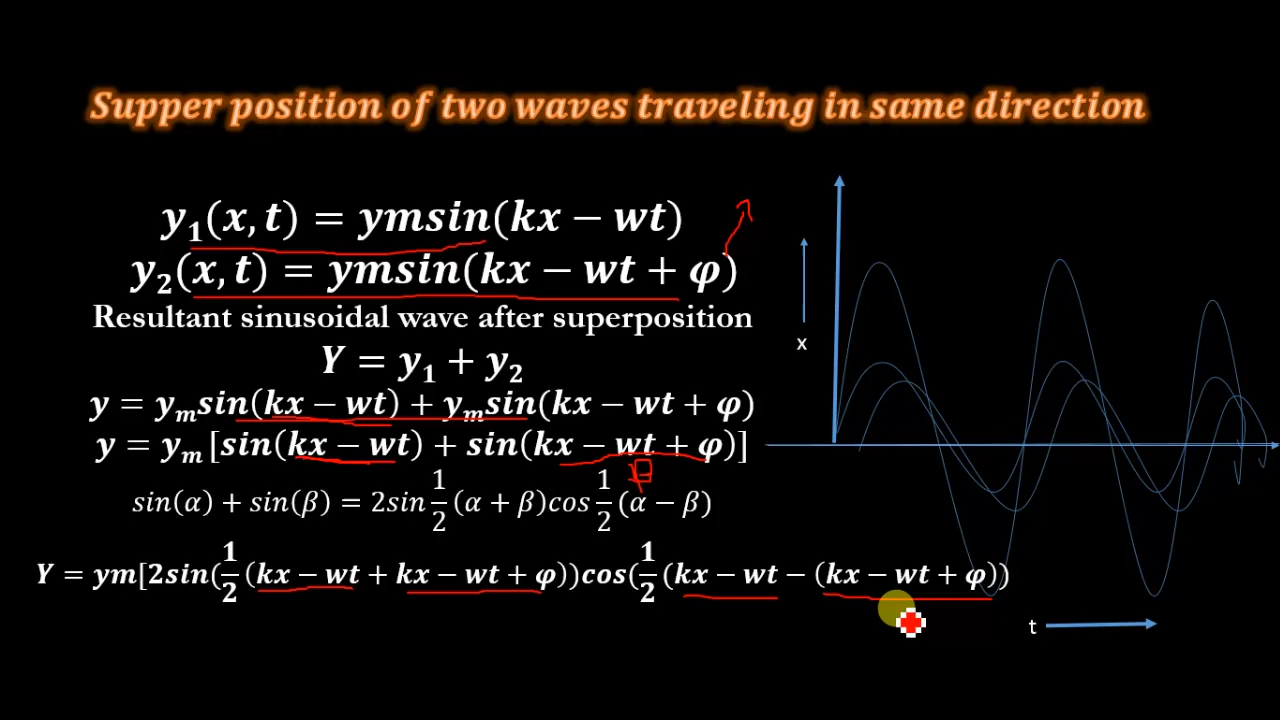 Supper position of two waves traveling in same direction
y₁(x, t) = ymsin(kx − wt)
y₂(x, t) = ymsin(kx − wt + φ)
Resultant sinusoidal wave after superposition
Y = y₁ + y₂
y = yₘsin(kx − wt) + yₘsin(kx − wt + φ)
y = yₘ[sin(kx − wt) + sin(kx − wt + φ)]
sin(α) + sin(β) = 2sin 1/2 (α + β)cos 1/2 (α − β)
Y = ym[2sin(1/2 (kx − wt + kx − wt + φ))cos(1/2 (kx − wt − (kx − wt + φ))
x
t